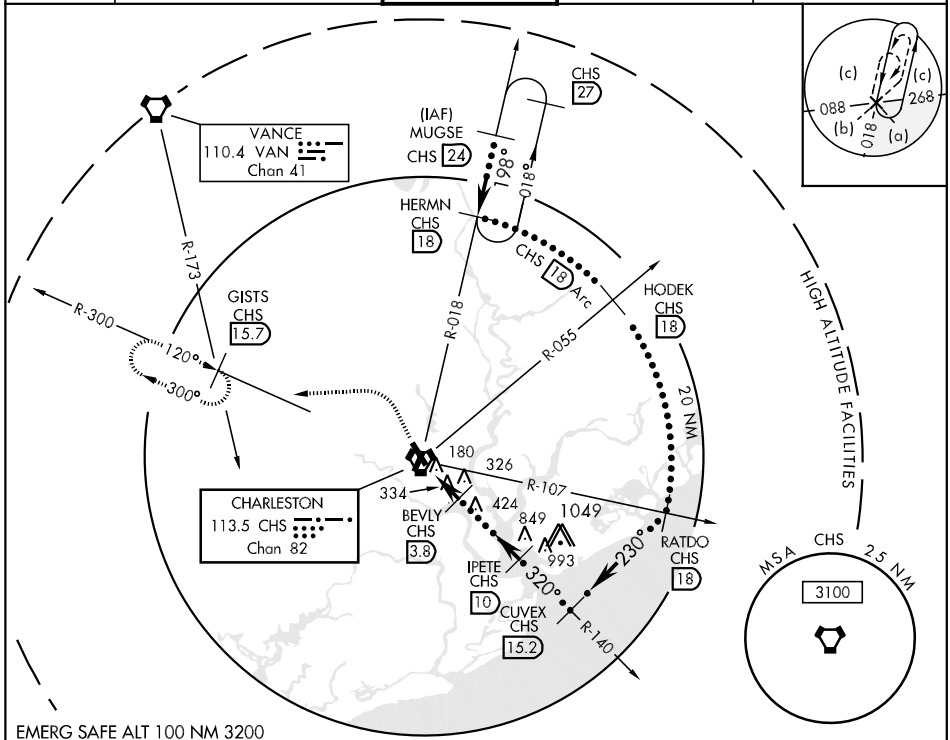 CHS
27
(IAF)
MUGSE
CHS 24
198°
018°
HERMN
CHS
18
VANCE
110.4 VAN
Chan 41
R-173
GISTS
CHS
15.7
R-300
120°
300°
R-018
R-055
CHS 18 Arc
HODEK
CHS
18
20 NM
HIGH ALTITUDE FACILITIES
(c)
(c)
088
268
(b)
018
(a)
180
326
334
R-107
424
849
1049
993
CHARLESTON
113.5 CHS
Chan 82
BEVLY
CHS
3.8
IPETE
CHS
10
320°
230°
RATDO
CHS
18
CUVEX
CHS
15.2
R-140
MSA CHS 25 NM
3100
EMERG SAFE ALT 100 NM 3200